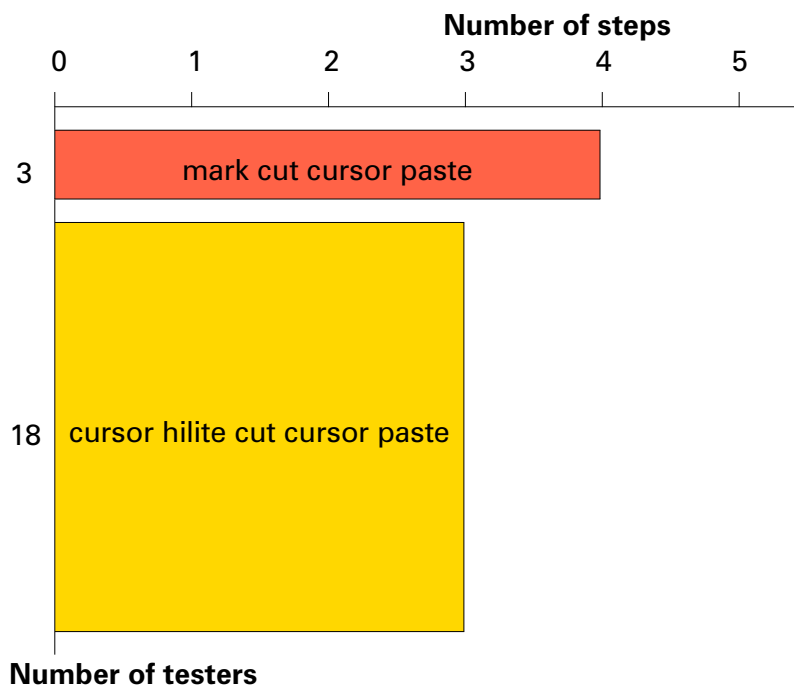 Number of steps
0 1 2 3 4 5
3 mark cut cursor paste
18 cursor hilite cut cursor paste
Number of testers